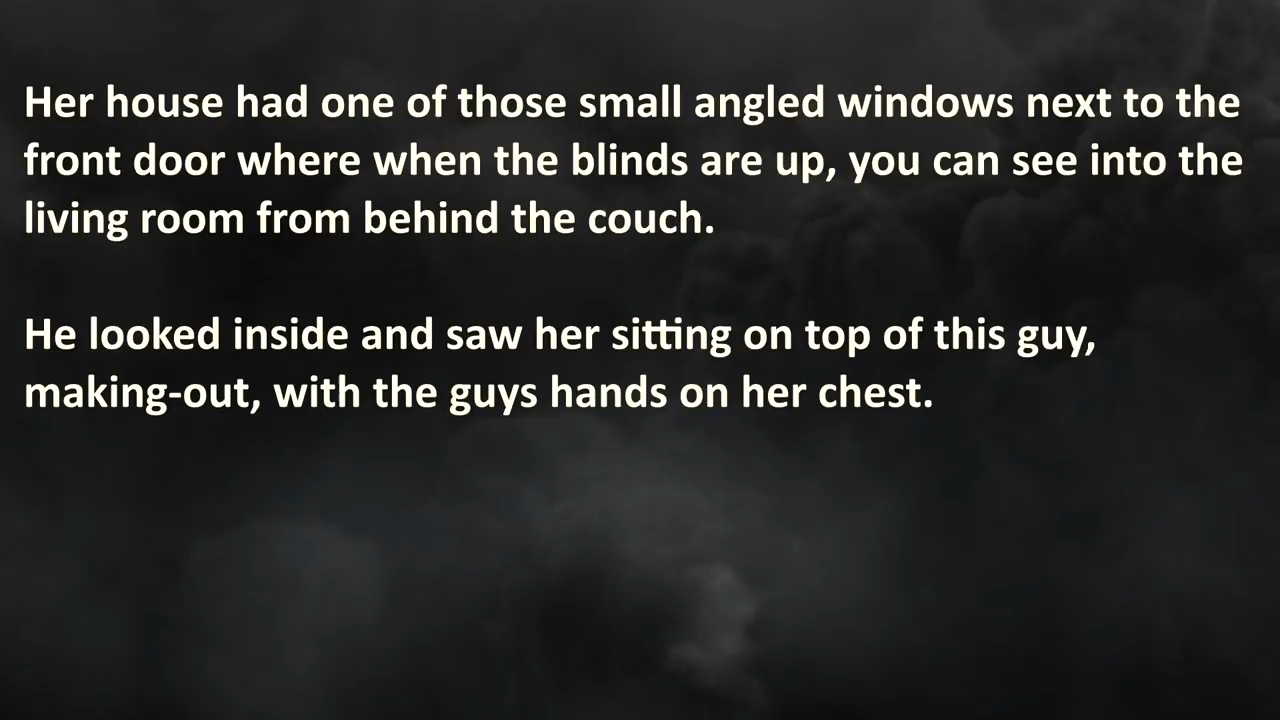 Her house had one of those small angled windows next to the
front door where when the blinds are up, you can see into the
living room from behind the couch.
He looked inside and saw her sitting on top of this guy,
making-out, with the guys hands on her chest.